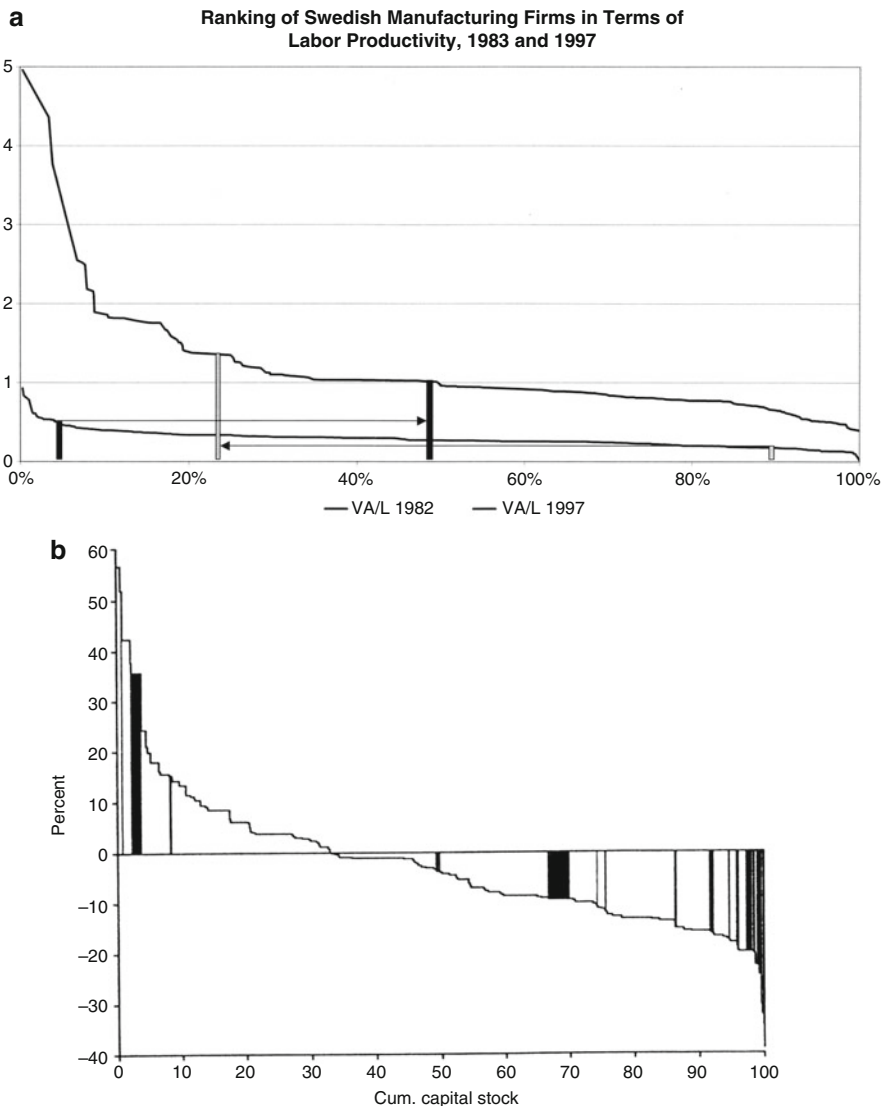 a
Ranking of Swedish Manufacturing Firms in Terms of
Labor Productivity, 1983 and 1997
5
4
3
2
1
0
0% 20% 40% 60% 80% 100%
VA/L 1982 VA/L 1997
b
60
50
40
30
20
10
0
–10
–20
–30
–40
Percent
0 10 20 30 40 50 60 70 80 90 100
Cum. capital stock